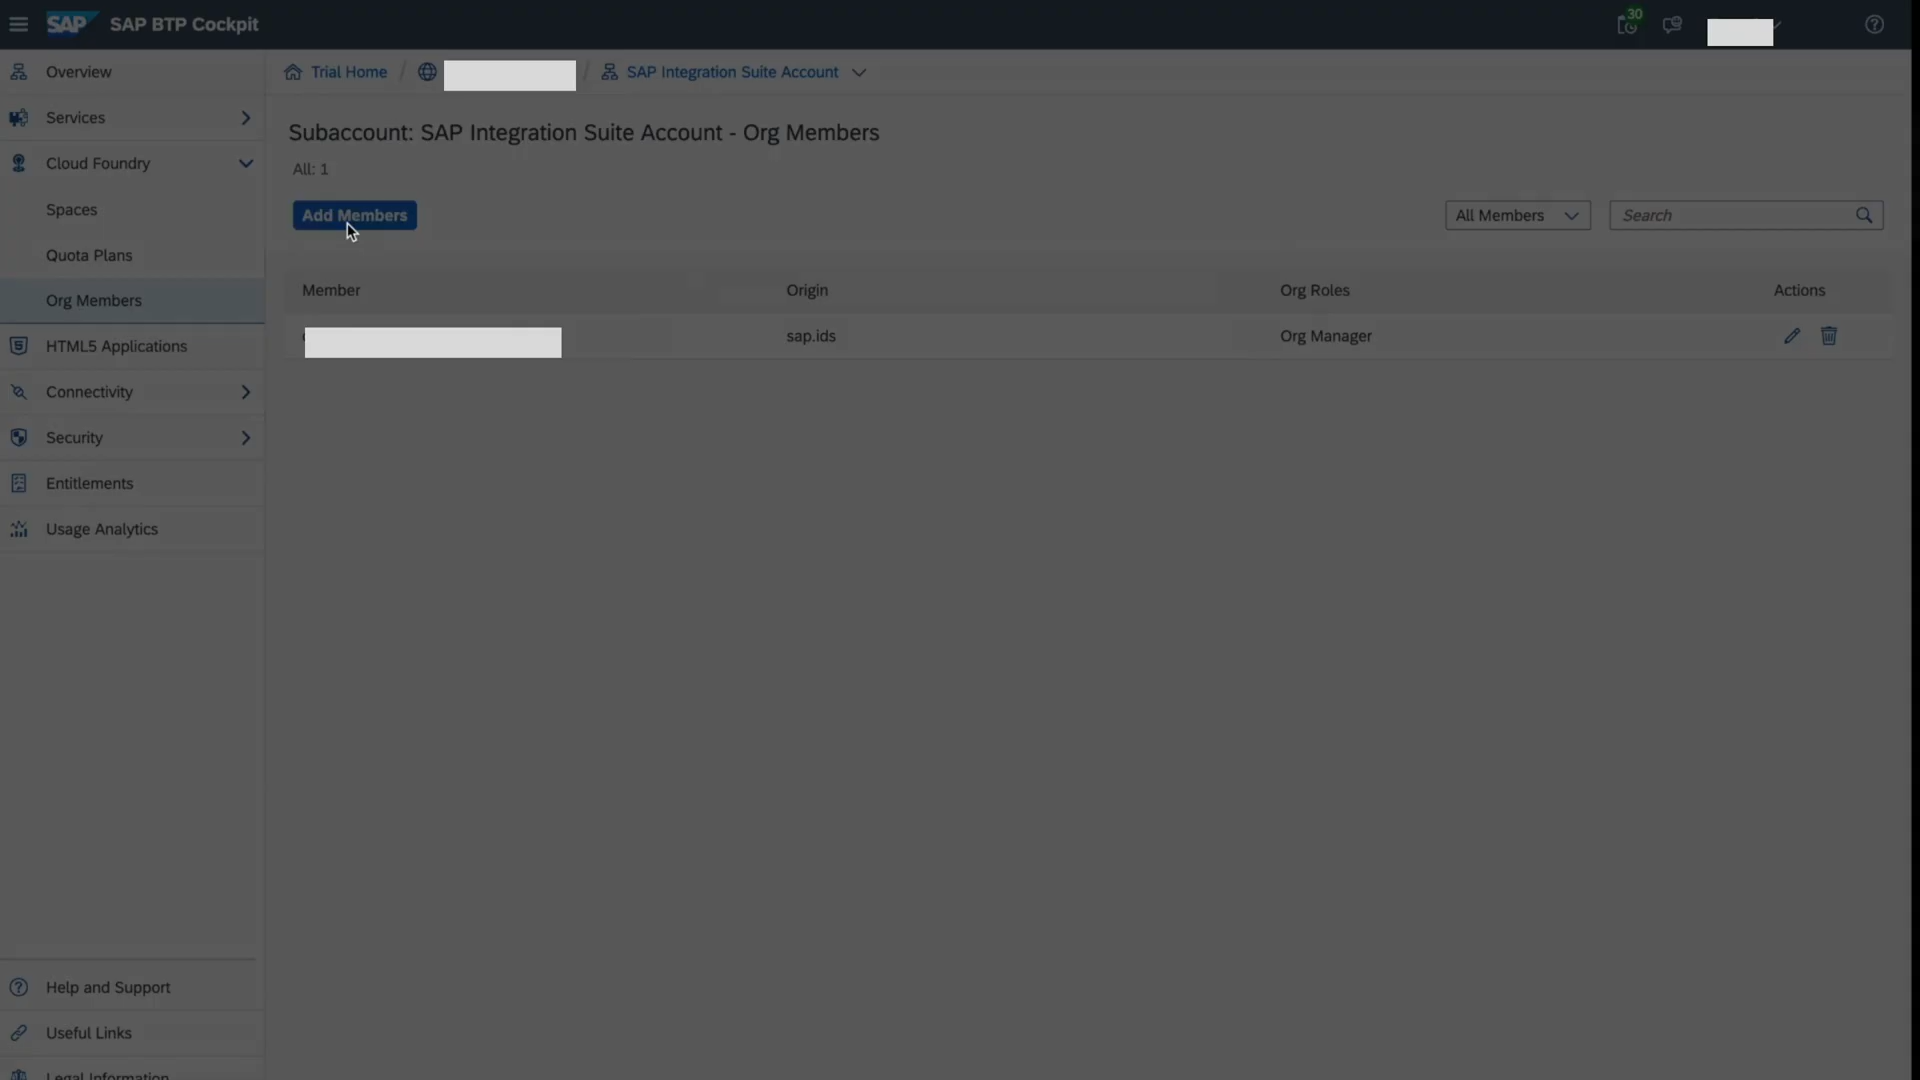 SAP SAP BTP Cockpit
30
Overview
Services
Cloud Foundry
Spaces
Quota Plans
Org Members
HTML5 Applications
Connectivity
Security
Entitlements
Usage Analytics
Help and Support
Useful Links
Legal Information
Trial Home / / SAP Integration Suite Account
Subaccount: SAP Integration Suite Account - Org Members
All: 1
Add Members
All Members
Search
Member Origin Org Roles Actions
sap.ids Org Manager